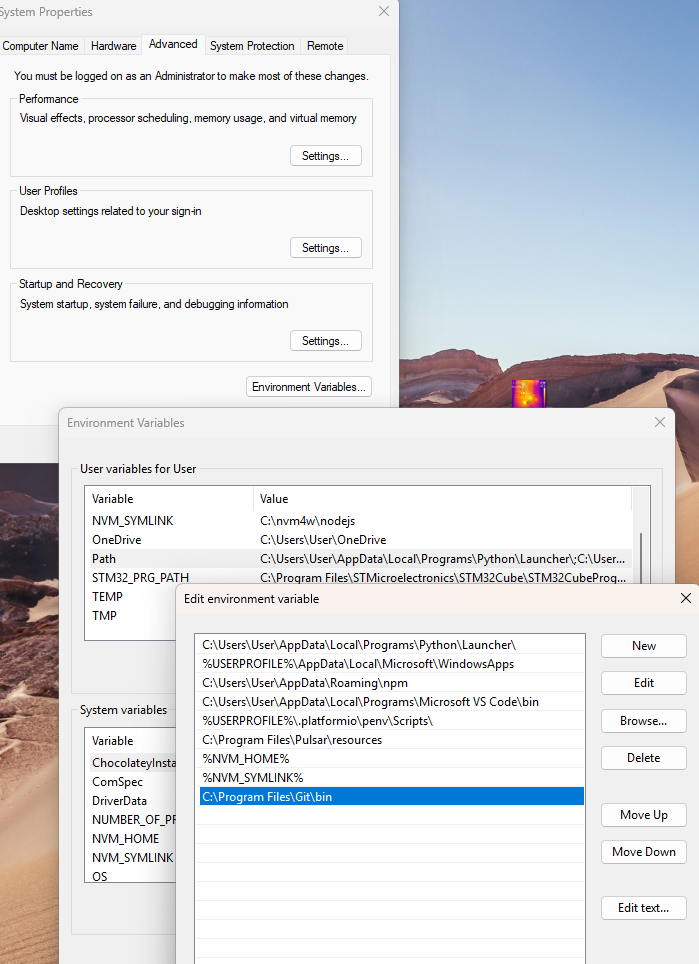 System Properties
Computer Name Hardware Advanced System Protection Remote
You must be logged on as an Administrator to make most of these changes.
Performance
Visual effects, processor scheduling, memory usage, and virtual memory
Settings...
User Profiles
Desktop settings related to your sign-in
Settings...
Startup and Recovery
System startup, system failure, and debugging information
Settings...
Environment Variables...
Environment Variables
User variables for User
Variable Value
NVM_SYMLINK C:\nvm4w\nodejs
OneDrive C:\Users\User\OneDrive
Path C:\Users\User\AppData\Local\Programs\Python\Launcher\;C:\User...
STM32_PRG_PATH C:\Program Files\STMicroelectronics\STM32Cube\STM32CubeProg...
TEMP
TMP
System variables
Variable
ChocolateyInsta
ComSpec
DriverData
NUMBER_OF_PR
NVM_HOME
NVM_SYMLINK
OS
Edit environment variable
C:\Users\User\AppData\Local\Programs\Python\Launcher\
%USERPROFILE%\AppData\Local\Microsoft\WindowsApps
C:\Users\User\AppData\Roaming\npm
C:\Users\User\AppData\Local\Programs\Microsoft VS Code\bin
%USERPROFILE%\.platformio\penv\Scripts\
C:\Program Files\Pulsar\resources
%NVM_HOME%
%NVM_SYMLINK%
C:\Program Files\Git\bin
New
Edit
Browse...
Delete
Move Up
Move Down
Edit text...